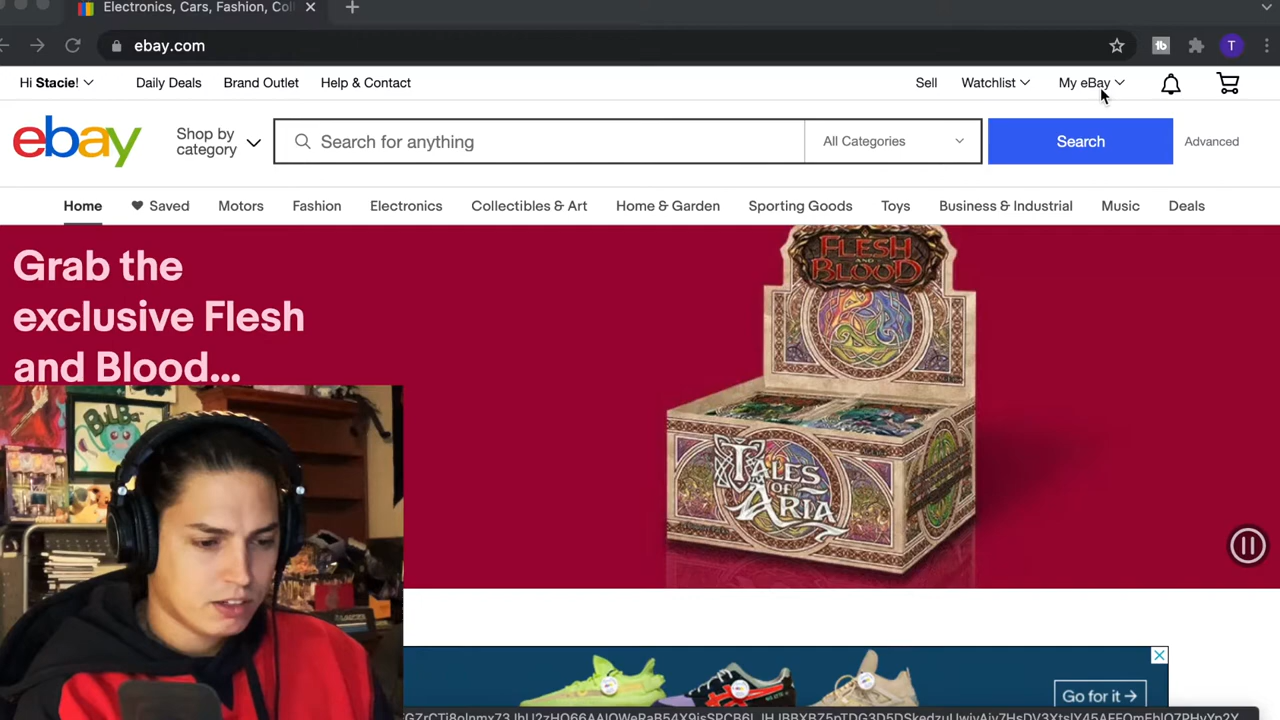 Electronics, Cars, Fashion, Col
ebay.com
T
Hi Stacie!
Daily Deals
Brand Outlet
Help & Contact
Sell
Watchlist
My eBay
ebay
Shop by
category
Search for anything
All Categories
Search
Advanced
Home
Saved
Motors
Fashion
Electronics
Collectibles & Art
Home & Garden
Sporting Goods
Toys
Business & Industrial
Music
Deals
Grab the
exclusive Flesh
and Blood...
FLESH
AND
BLOOD
TALES
OF
ARIA
BULBa
Go for it →